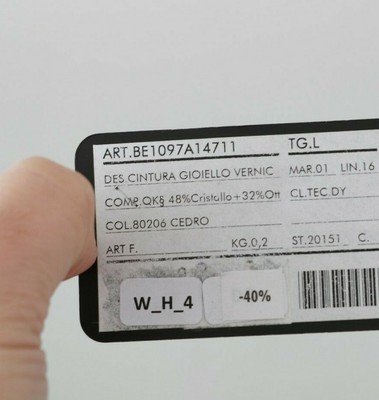 ART.BE1097A14711 TG.L
DES.CINTURA GIOIELLO VERNIC MAR.01 LIN.16
COMP.QK§ 48%Cristallo+32%Ott CL.TEC.DY
COL.80206 CEDRO
ART F. KG.0,2 ST.20151 C.
W_H_4 -40%